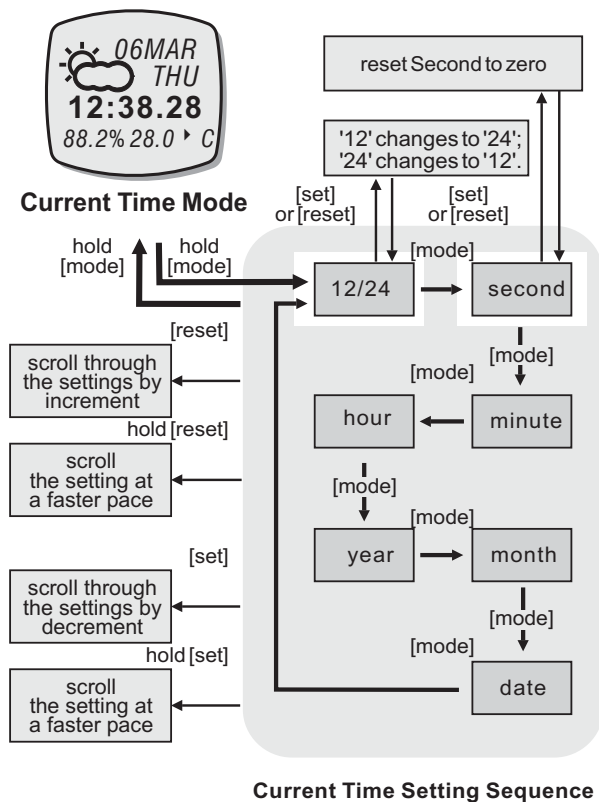 06MAR
THU
12:38.28
88.2% 28.0 ‣ C
Current Time Mode
reset Second to zero
'12' changes to '24';
'24' changes to '12'.
[set]
or [reset]
[set]
or [reset]
hold
[mode]
hold
[mode]
[mode]
12/24
second
[reset]
scroll through
the settings by
increment
[mode]
[mode]
hour
minute
hold [reset]
scroll
the setting at
a faster pace
[mode]
[mode]
year
month
[set]
scroll through
the settings by
decrement
[mode]
[mode]
hold [set]
scroll
the setting at
a faster pace
date
Current Time Setting Sequence